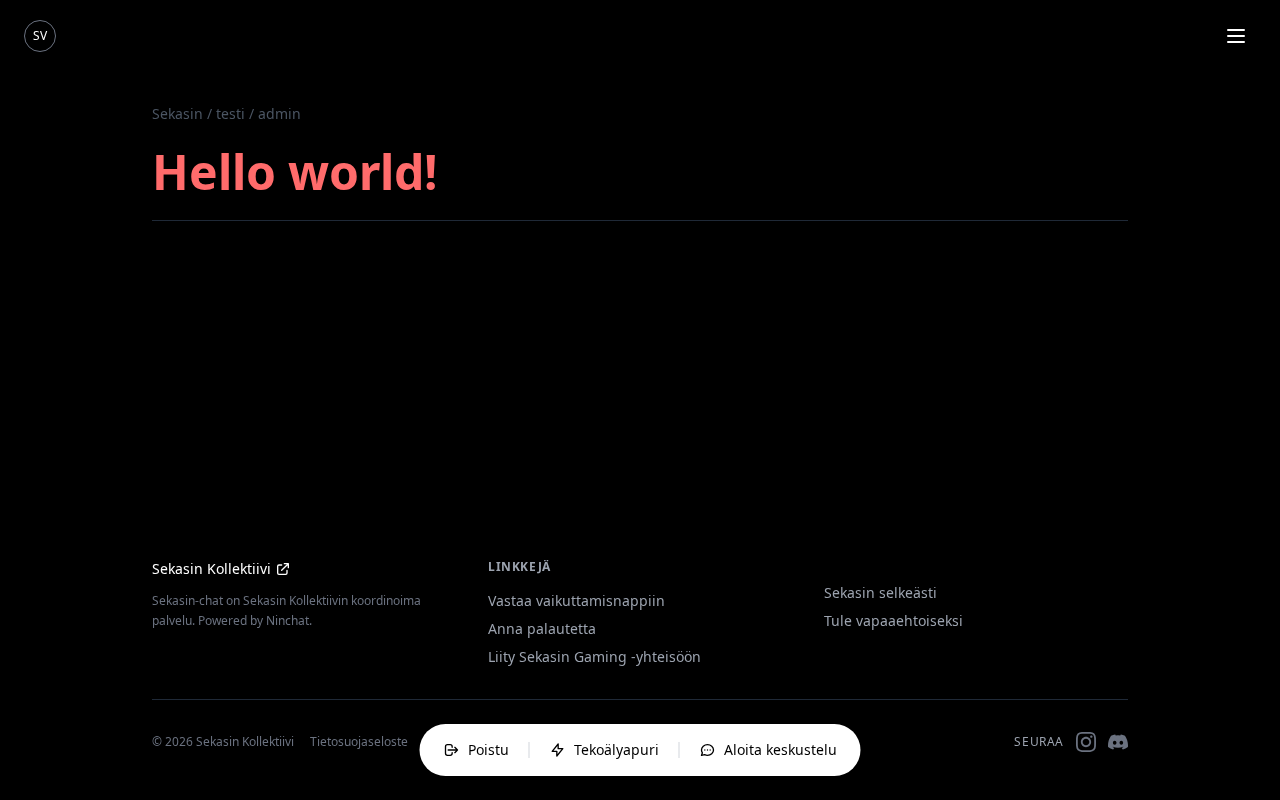 SV
Sekasin / testi / admin
Hello world!
Sekasin Kollektiivi
Sekasin-chat on Sekasin Kollektiivin koordinoima
palvelu. Powered by Ninchat.
LINKKEJÄ
Vastaa vaikuttamisnappiin
Anna palautetta
Liity Sekasin Gaming -yhteisöön
Sekasin selkeästi
Tule vapaaehtoiseksi
© 2026 Sekasin Kollektiivi
Tietosuojaseloste
Poistu
Tekoälyapuri
Aloita keskustelu
SEURAA